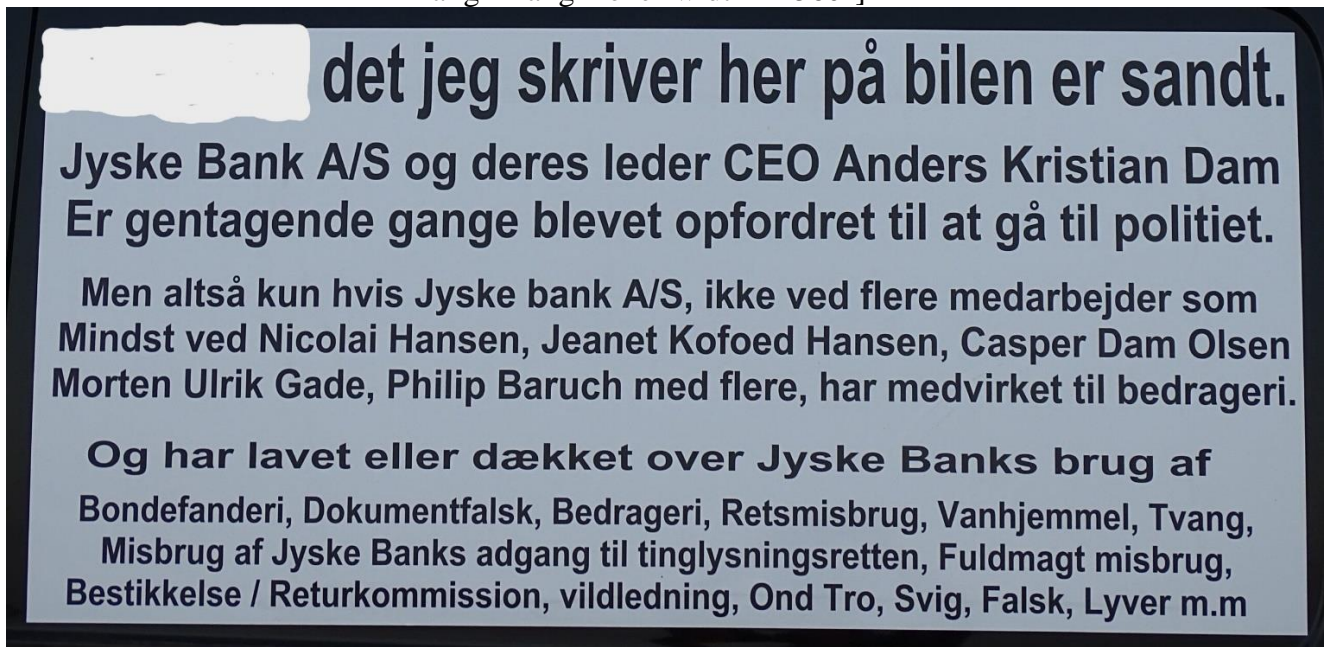 det jeg skriver her på bilen er sandt.
Jyske Bank A/S og deres leder CEO Anders Kristian Dam
Er gentagende gange blevet opfordret til at gå til politiet.
Men altså kun hvis Jyske bank A/S, ikke ved flere medarbejder som
Mindst ved Nicolai Hansen, Jeanet Kofoed Hansen, Casper Dam Olsen
Morten Ulrik Gade, Philip Baruch med flere, har medvirket til bedrageri.
Og har lavet eller dækket over Jyske Banks brug af
Bondefanderi, Dokumentfalsk, Bedrageri, Retsmisbrug, Vanhjemmel, Tvang,
Misbrug af Jyske Banks adgang til tinglysningsretten, Fuldmagt misbrug,
Bestikkelse / Returkommission, vildledning, Ond Tro, Svig, Falsk, Lyver m.m